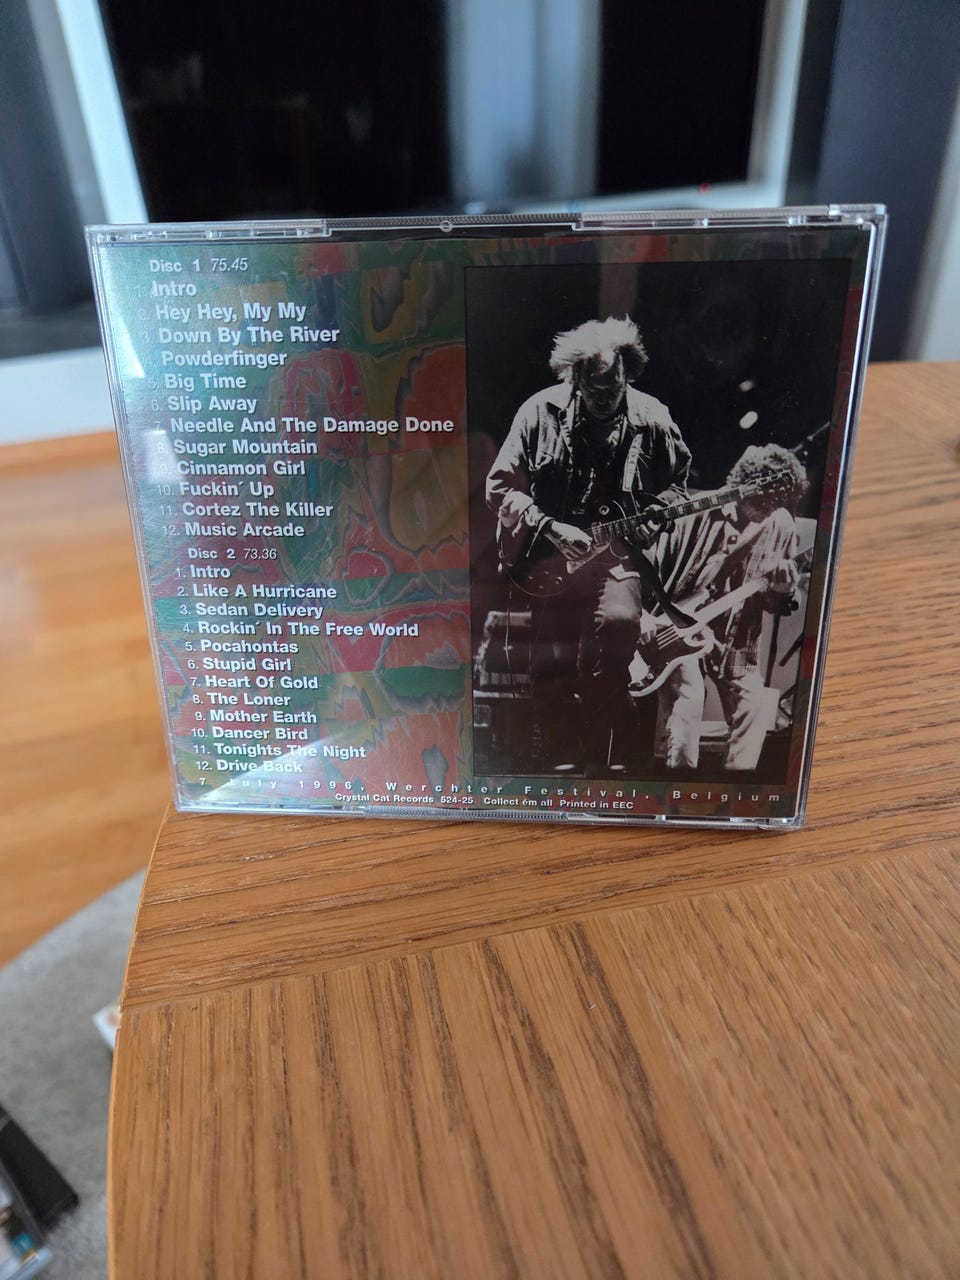 Disc 1 75.45
1. Intro
2. Hey Hey, My My
3. Down By The River
4. Powderfinger
5. Big Time
6. Slip Away
7. Needle And The Damage Done
8. Sugar Mountain
9. Cinnamon Girl
10. Fuckin´ Up
11. Cortez The Killer
12. Music Arcade
Disc 2 73.36
1. Intro
2. Like A Hurricane
3. Sedan Delivery
4. Rockin´ In The Free World
5. Pocahontas
6. Stupid Girl
7. Heart Of Gold
8. The Loner
9. Mother Earth
10. Dancer Bird
11. Tonights The Night
12. Drive Back
7 July 1996, Werchter Festival, Belgium
Crystal Cat Records 524-25 Collect ém all Printed in EEC